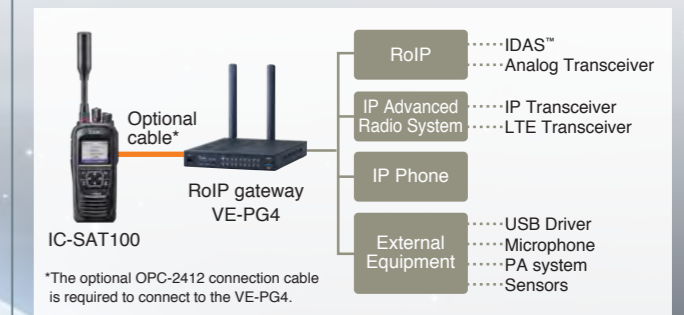 RoIP
IDAS™
Analog Transceiver
Optional
cable*
IP Advanced
Radio System
IP Transceiver
LTE Transceiver
RoIP gateway
VE-PG4
IP Phone
IC-SAT100
External
Equipment
USB Driver
Microphone
PA system
Sensors
*The optional OPC-2412 connection cable
is required to connect to the VE-PG4.